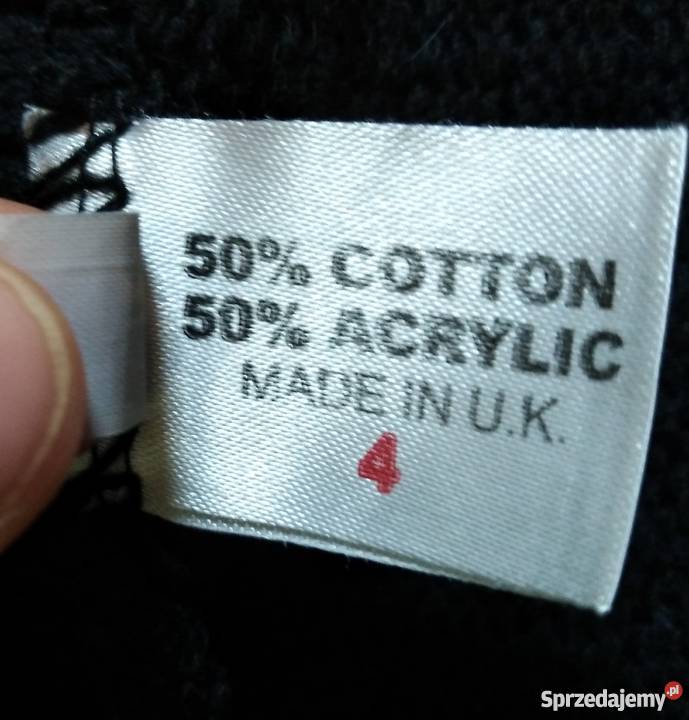 50% COTTON
50% ACRYLIC
MADE IN U.K.
4
Sprzedajemy.pl